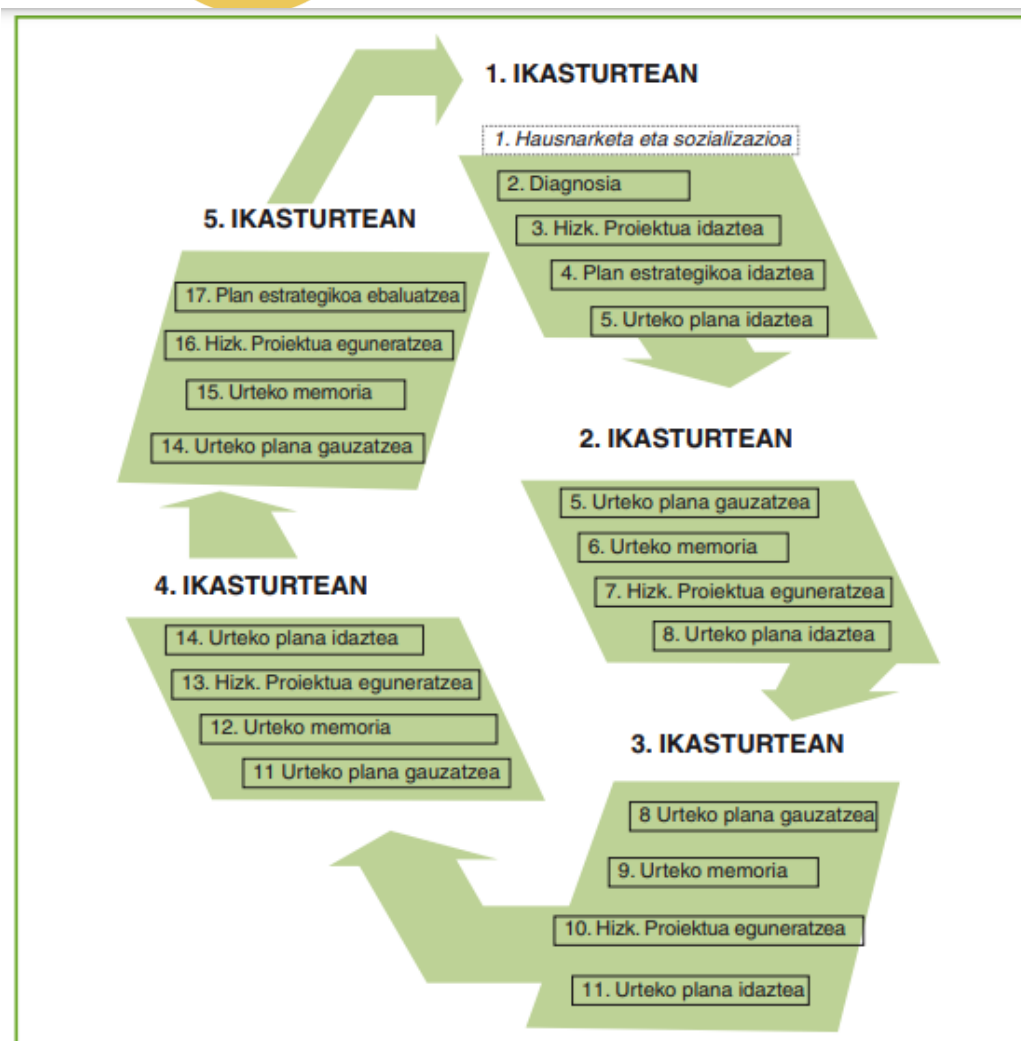 1. IKASTURTEAN
1. Hausnarketa eta sozializazioa
2. Diagnosia
3. Hizk. Proiektua idaztea
4. Plan estrategikoa idaztea
5. Urteko plana idaztea
2. IKASTURTEAN
5. Urteko plana gauzatzea
6. Urteko memoria
7. Hizk. Proiektua eguneratzea
8. Urteko plana idaztea
3. IKASTURTEAN
8 Urteko plana gauzatzea
9. Urteko memoria
10. Hizk. Proiektua eguneratzea
11. Urteko plana idaztea
4. IKASTURTEAN
14. Urteko plana idaztea
13. Hizk. Proiektua eguneratzea
12. Urteko memoria
11 Urteko plana gauzatzea
5. IKASTURTEAN
17. Plan estrategikoa ebaluatzea
16. Hizk. Proiektua eguneratzea
15. Urteko memoria
14. Urteko plana gauzatzea